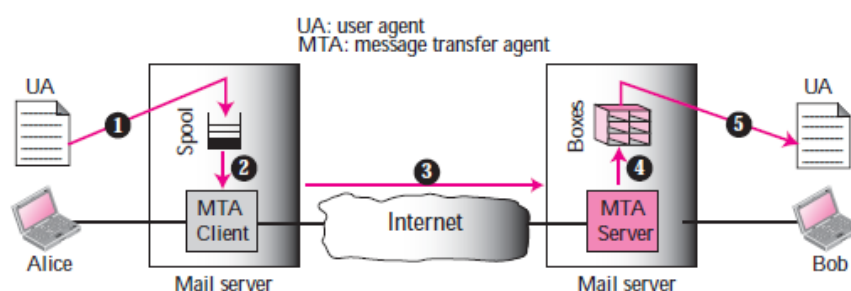 UA: user agent
MTA: message transfer agent
UA
UA
1
Spool
2
3
Boxes
4
5
MTA
Client
Internet
MTA
Server
Alice
Bob
Mail server
Mail server